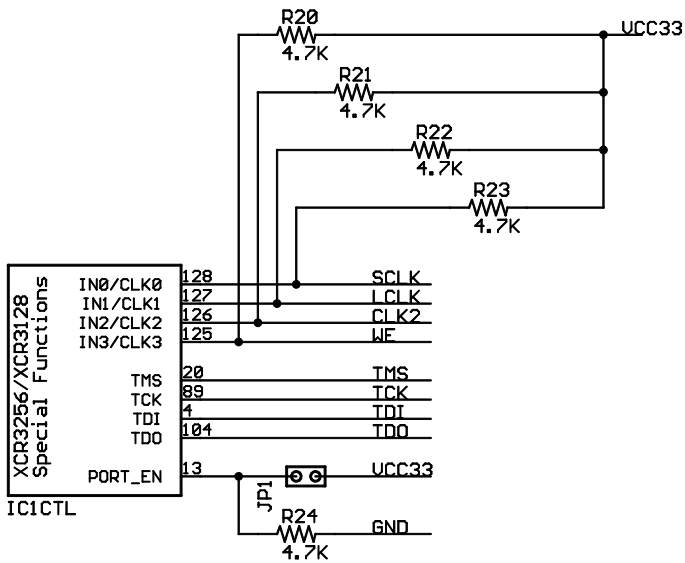 R20
4.7K
VCC33
R21
4.7K
R22
4.7K
R23
4.7K
XCR3256/XCR3128
Special Functions
IN0/CLK0 128 SCLK
IN1/CLK1 127 LCLK
IN2/CLK2 126 CLK2
IN3/CLK3 125 WE
TMS 20 TMS
TCK 89 TCK
TDI 4 TDI
TDO 104 TDO
PORT_EN 13 VCC33
JP1
IC1CTL
R24 GND
4.7K